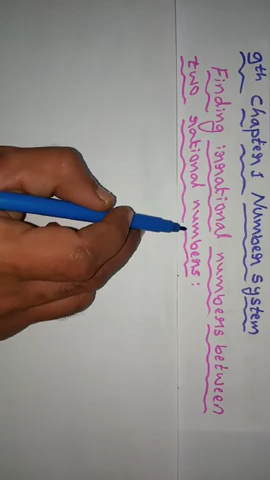 9th Chapter 1 Number system
Finding irrational numbers between
two rational numbers: